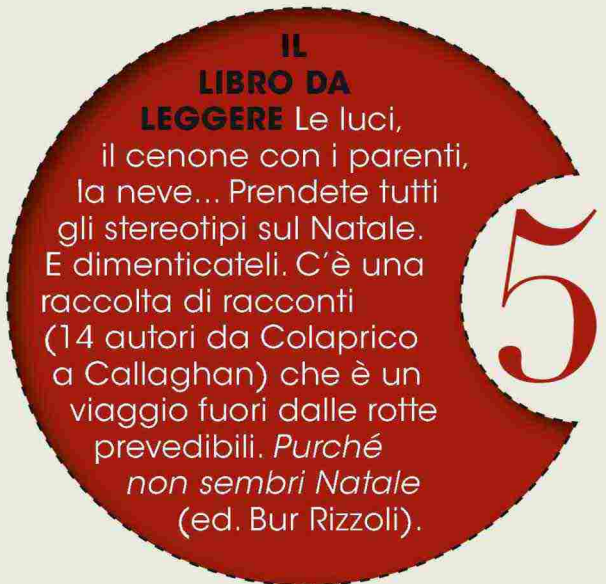 IL
LIBRO DA
LEGGERE Le luci,
il cenone con i parenti,
la neve... Prendete tutti
gli stereotipi sul Natale.
E dimenticateli. C'è una
raccolta di racconti
(14 autori da Colaprico
a Callaghan) che è un
viaggio fuori dalle rotte
prevedibili. Purché
non sembri Natale
(ed. Bur Rizzoli).
5